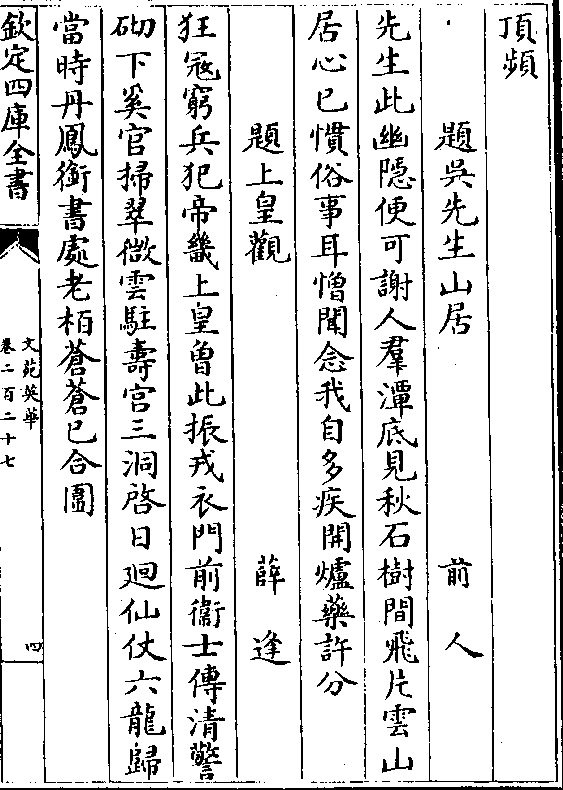 頂頻
題吳先生山居 前人
先生此幽隱便可謝人羣潭底見秋石樹間飛片雲山
居心已慣俗事耳憎聞念我自多疾開爐藥許分
題上皇觀 薛逢
狂冦窮兵犯帝畿上皇曽此振戎衣門前衞士傳清警
砌下奚官掃翠微雲駐壽宮三洞啓日廻仙仗六龍歸
當時丹鳳銜書處老栢蒼蒼已合圍
欽定四庫全書
文苑英華
卷二百二十七
四